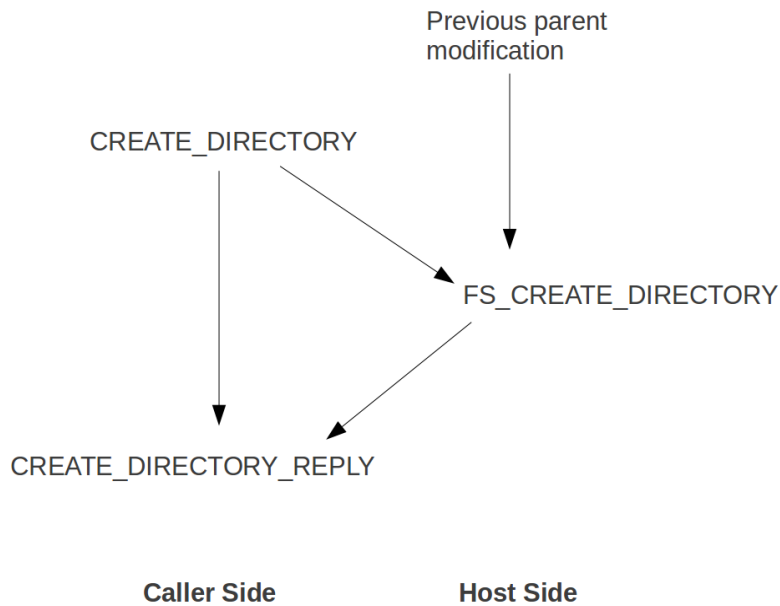 Previous parent
modification
CREATE_DIRECTORY
FS_CREATE_DIRECTORY
CREATE_DIRECTORY_REPLY
Caller Side
Host Side